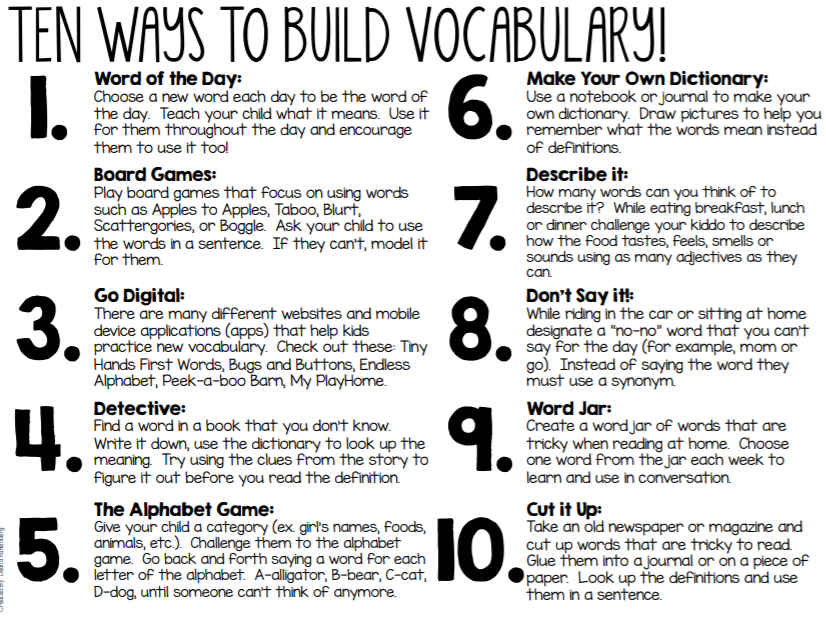 TEN WAYS TO BUILD VOCABULARY!
1.
Word of the Day:
Choose a new word each day to be the word of
the day. Teach your child what it means. Use it
for them throughout the day and encourage
them to use it too!
2.
Board Games:
Play board games that focus on using words
such as Apples to Apples, Taboo, Blurt,
Scattergories, or Boggle. Ask your child to use
the words in a sentence. If they can't, model it
for them.
3.
Go Digital:
There are many different websites and mobile
device applications (apps) that help kids
practice new vocabulary. Check out these: Tiny
Hands First Words, Bugs and Buttons, Endless
Alphabet, Peek-a-boo Barn, My PlayHome.
4.
Detective:
Find a word in a book that you don't know.
Write it down, use the dictionary to look up the
meaning. Try using the clues from the story to
figure it out before you read the definition.
5.
The Alphabet Game:
Give your child a category (ex. girl's names, foods,
animals, etc.). Challenge them to the alphabet
game. Go back and forth saying a word for each
letter of the alphabet. A-alligator, B-bear, C-cat,
D-dog, until someone can't think of anymore.
6.
Make Your Own Dictionary:
Use a notebook or journal to make your
own dictionary. Draw pictures to help you
remember what the words mean instead
of definitions.
7.
Describe it:
How many words can you think of to
describe it? While eating breakfast, lunch
or dinner challenge your kiddo to describe
how the food tastes, feels, smells or
sounds using as many adjectives as they
can.
8.
Don't Say it!:
While riding in the car or sitting at home
designate a "no-no" word that you can't
say for the day (for example, mom or
go). Instead of saying the word they
must use a synonym.
9.
Word Jar:
Create a word jar of words that are
tricky when reading at home. Choose
one word from the jar each week to
learn and use in conversation.
10.
Cut it Up:
Take an old newspaper or magazine and
cut up words that are tricky to read.
Glue them into a journal or on a piece of
paper. Look up the definitions and use
them in a sentence.